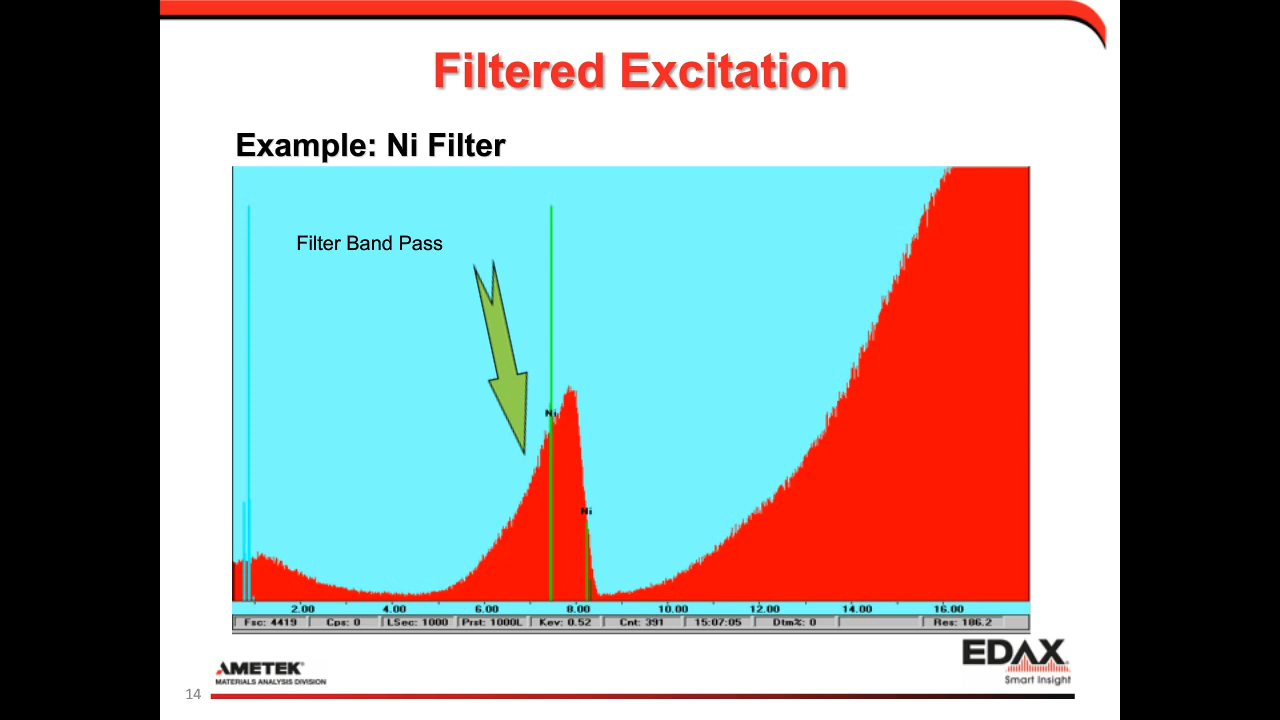 Filtered Excitation
Example: Ni Filter
Filter Band Pass
Ni
Ni
2.00 4.00 6.00 8.00 10.00 12.00 14.00 16.00
Fsc: 4419 Cps: 0 LSec: 1000 Prst: 1000L Kev: 0.52 Cnt: 391 15:07:05 Dtm%: 0 Res: 186.2
AMETEK®
MATERIALS ANALYSIS DIVISION
EDAX
Smart Insight
14